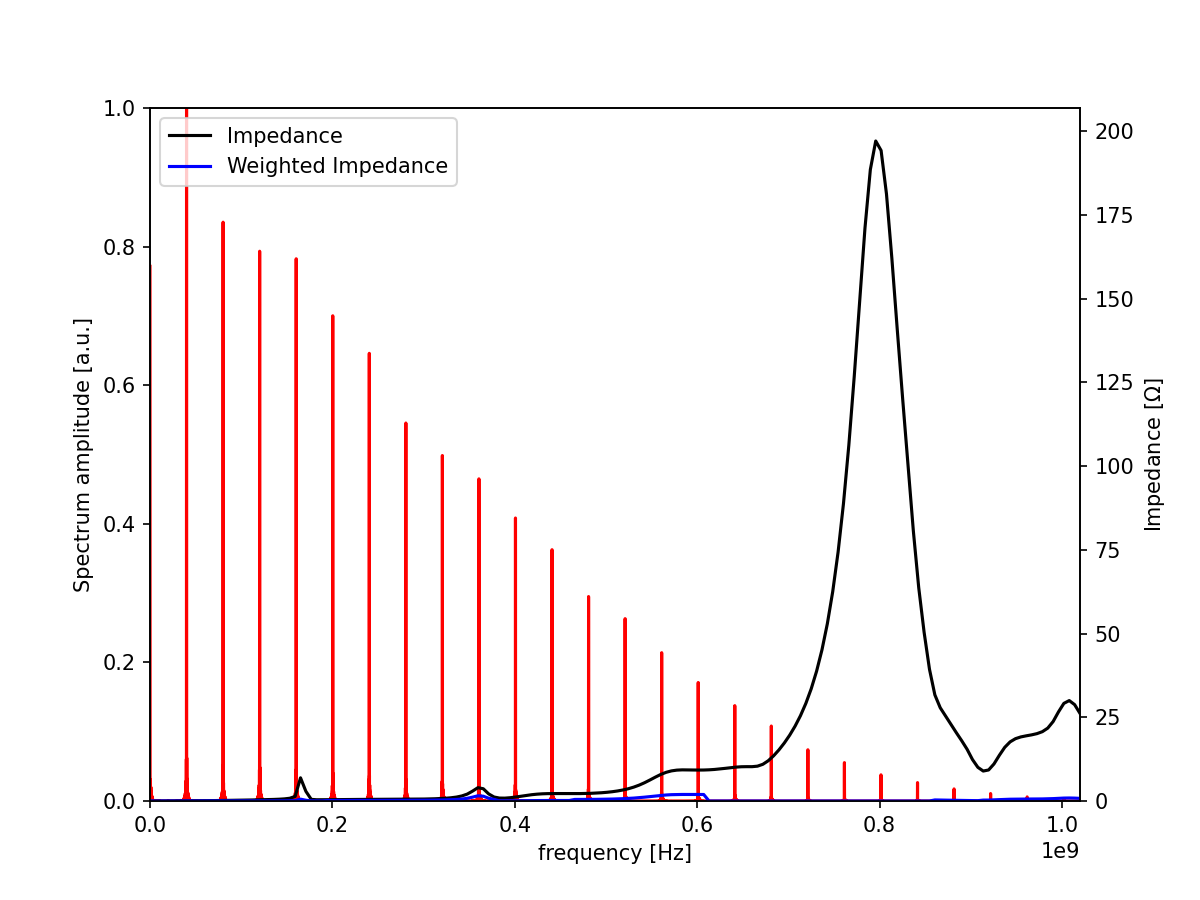 Impedance
Weighted Impedance
1.0
0.8
0.6
0.4
0.2
0.0
Spectrum amplitude [a.u.]
200
175
150
125
100
75
50
25
0
Impedance [Ω]
0.0 0.2 0.4 0.6 0.8 1.0
1e9
frequency [Hz]